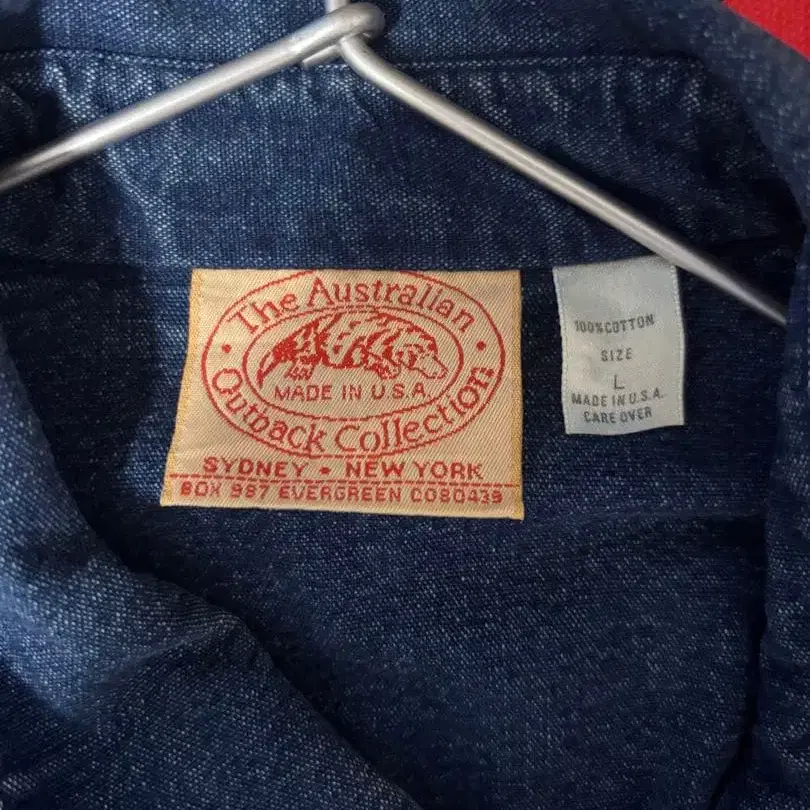 The Australian
MADE IN U.S.A
Outback Collection
SYDNEY • NEW YORK
BOX 987 EVERGREEN CO80439
100% COTTON
SIZE
L
MADE IN U.S.A.
CARE OVER